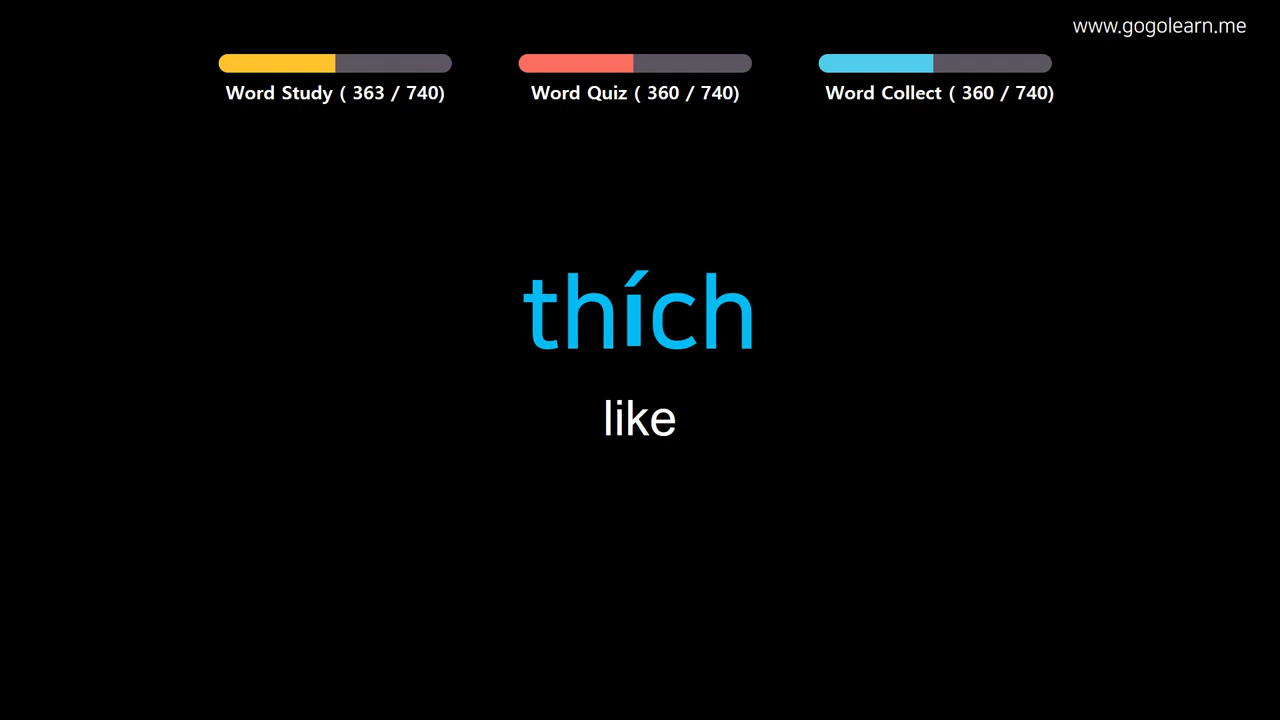 www.gogolearn.me
Word Study ( 363 / 740)
Word Quiz ( 360 / 740)
Word Collect ( 360 / 740)
thích
like